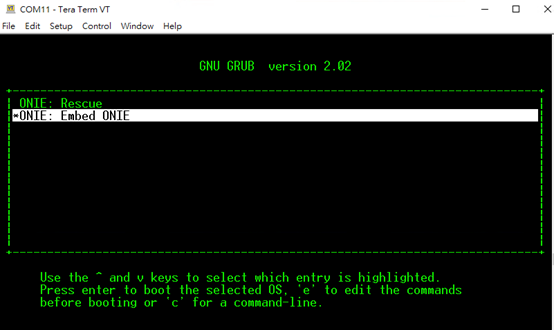 COM11 - Tera Term VT
File Edit Setup Control Window Help
GNU GRUB version 2.02
ONIE: Rescue
*ONIE: Embed ONIE
Use the ^ and v keys to select which entry is highlighted.
Press enter to boot the selected OS, 'e' to edit the commands
before booting or 'c' for a command-line.